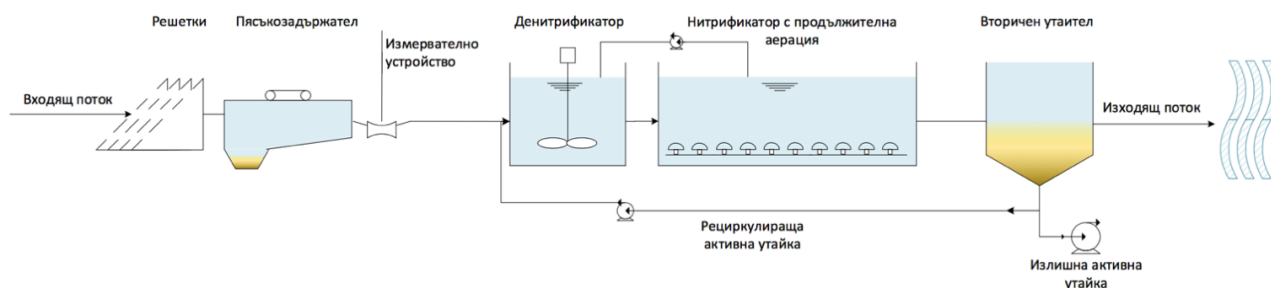 Решетки
Пясъкозадържател
Измервателно
устройство
Денитрификатор
Нитрификатор с продължителна
аерация
Вторичен утаител
Входящ поток
Изходящ поток
Рециркулираща
активна утайка
Излишна активна
утайка